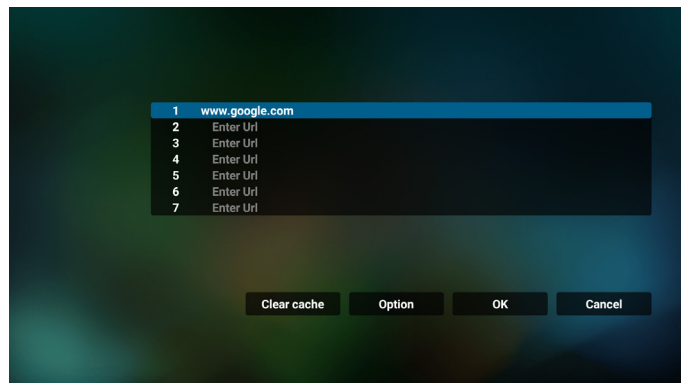 1 www.google.com
2 Enter Url
3 Enter Url
4 Enter Url
5 Enter Url
6 Enter Url
7 Enter Url
Clear cache Option OK Cancel